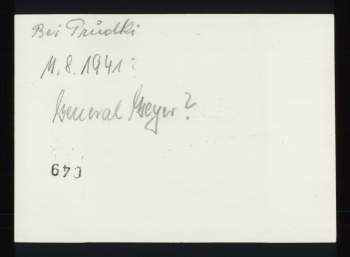 Bei Prudki
11.8.1941?
General Geyer?
649